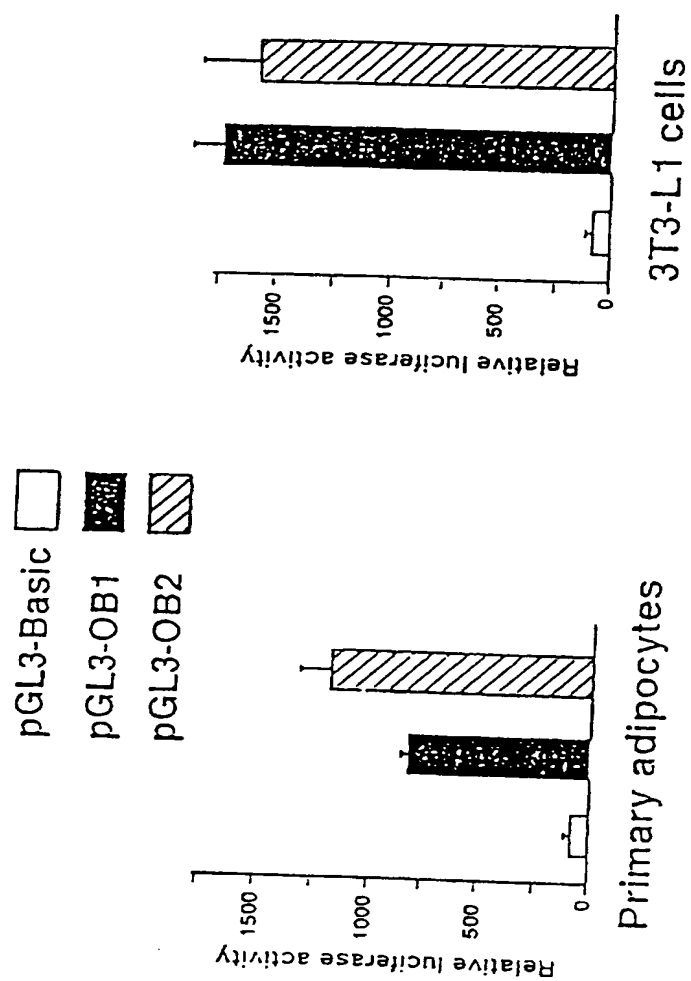 pGL3-Basic
pGL3-OB1
pGL3-OB2
Relative luciferase activity
1500
1000
500
0
Primary adipocytes
Relative luciferase activity
1500
1000
500
0
3T3-L1 cells